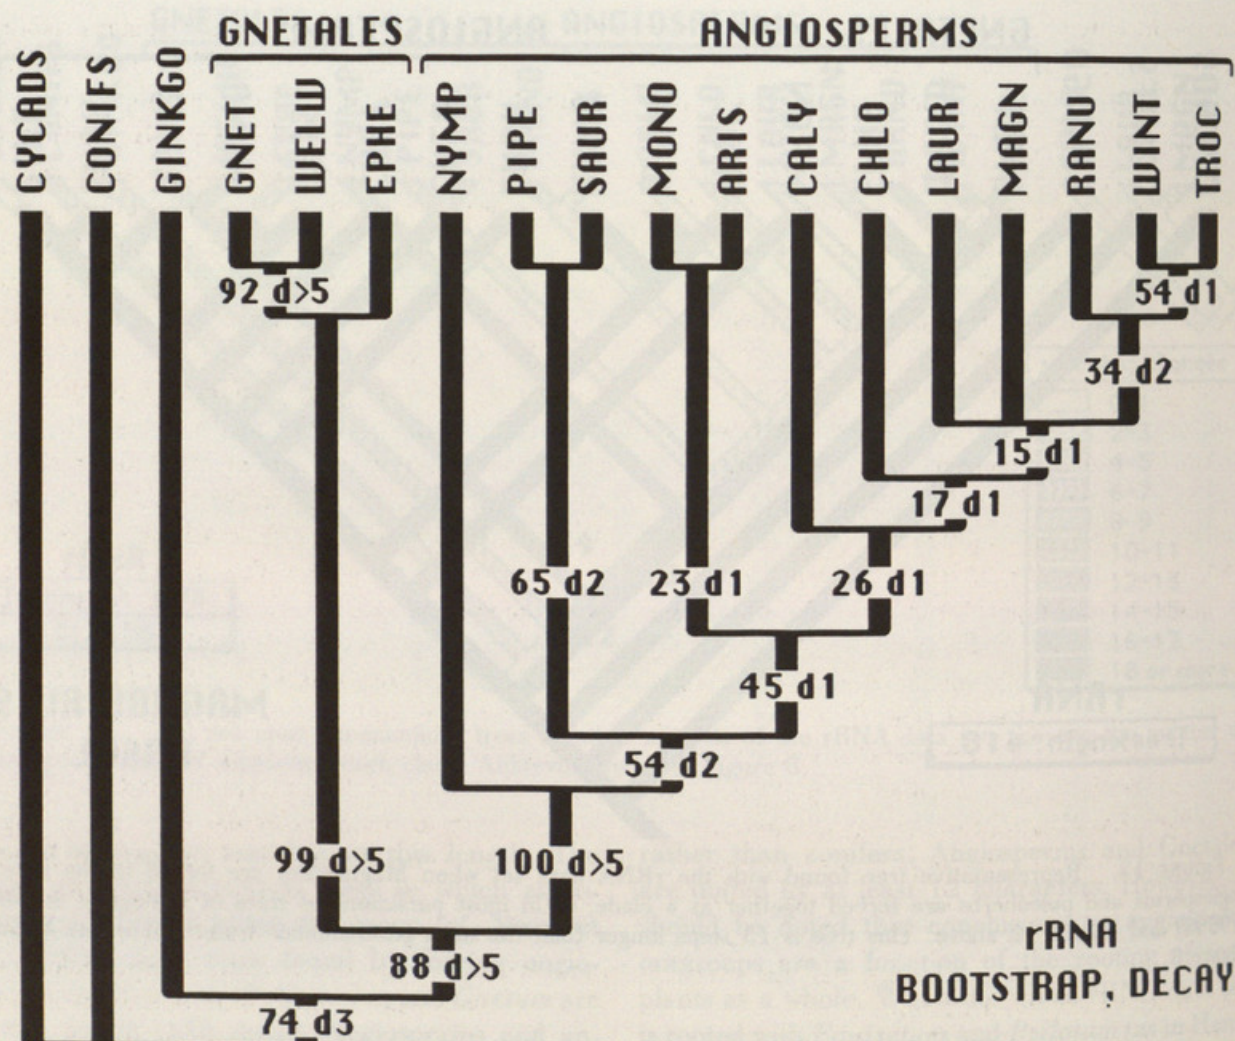 GNETALES ANGIOSPERMS
CYCADS CONIFS GINKGO GNET WELW EPHE NYMP PIPE SAUR MONO ARIS CALY CHLO LAUR MAGN RANU WINT TROC
92 d>5 54 d1
34 d2
15 d1
17 d1
65 d2 23 d1 26 d1
45 d1
54 d2
99 d>5 100 d>5
88 d>5
74 d3
rRNA
BOOTSTRAP, DECAY